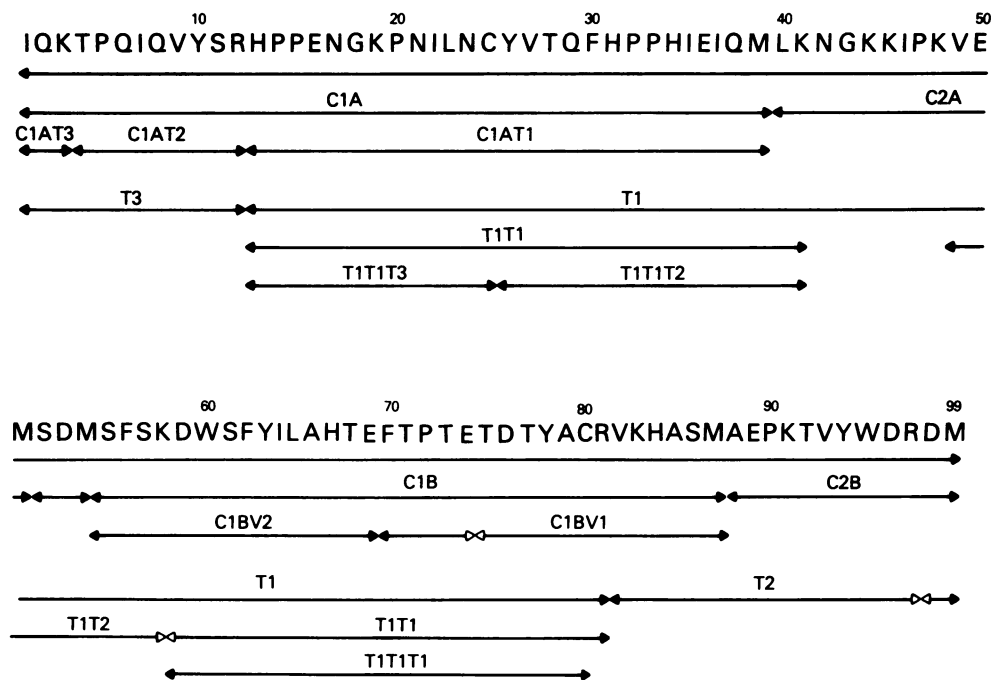 10 20 30 40 50
IQKTPQIQVYSRHPPENGKPNILNCYVTQFHPPHIEIQMLKNGKKIPKVE
C1A C2A
C1AT3 C1AT2 C1AT1
T3 T1
T1T1
T1T1T3 T1T1T2
60 70 80 90 99
MSDMSFSKDWSFYILAHTEFTPTETDTYACRVKHASMAEPKTVYWDRDM
C1B C2B
C1BV2 C1BV1
T1 T2
T1T2 T1T1
T1T1T1